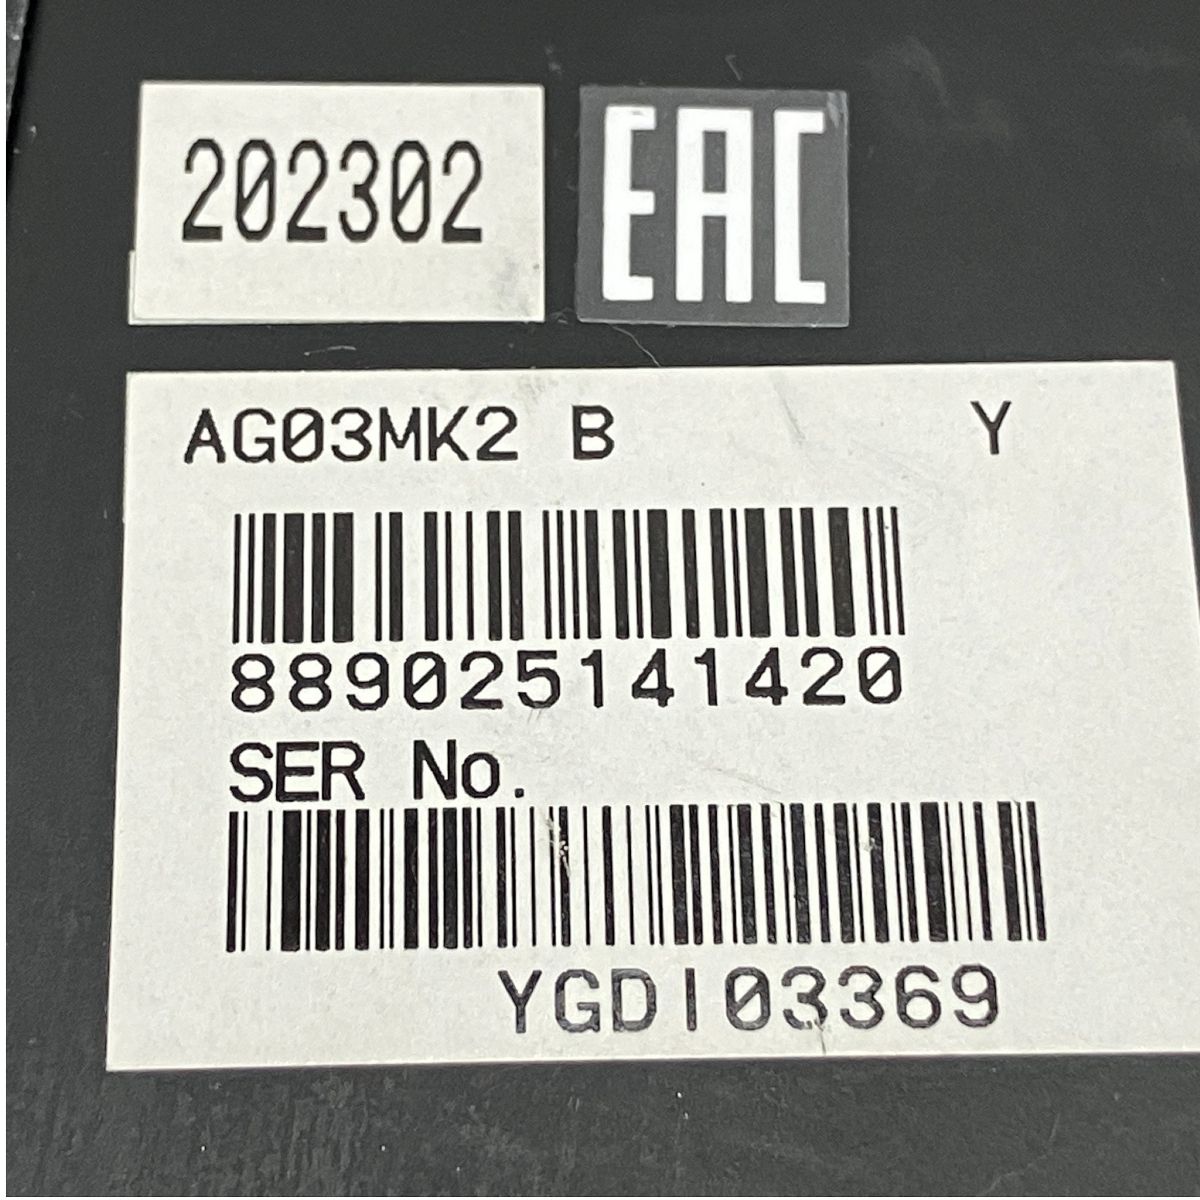 202302
EAC
AG03MK2 B Y
889025141420
SER No.
YGDI03369